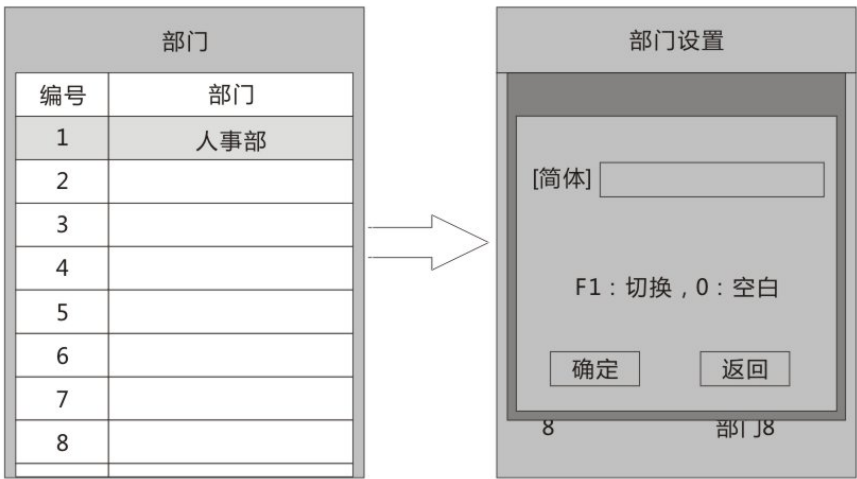 部门
编号 部门
1 人事部
2
3
4
5
6
7
8
部门设置
[简体]
F1：切换，0：空白
确定 返回
8 部门8